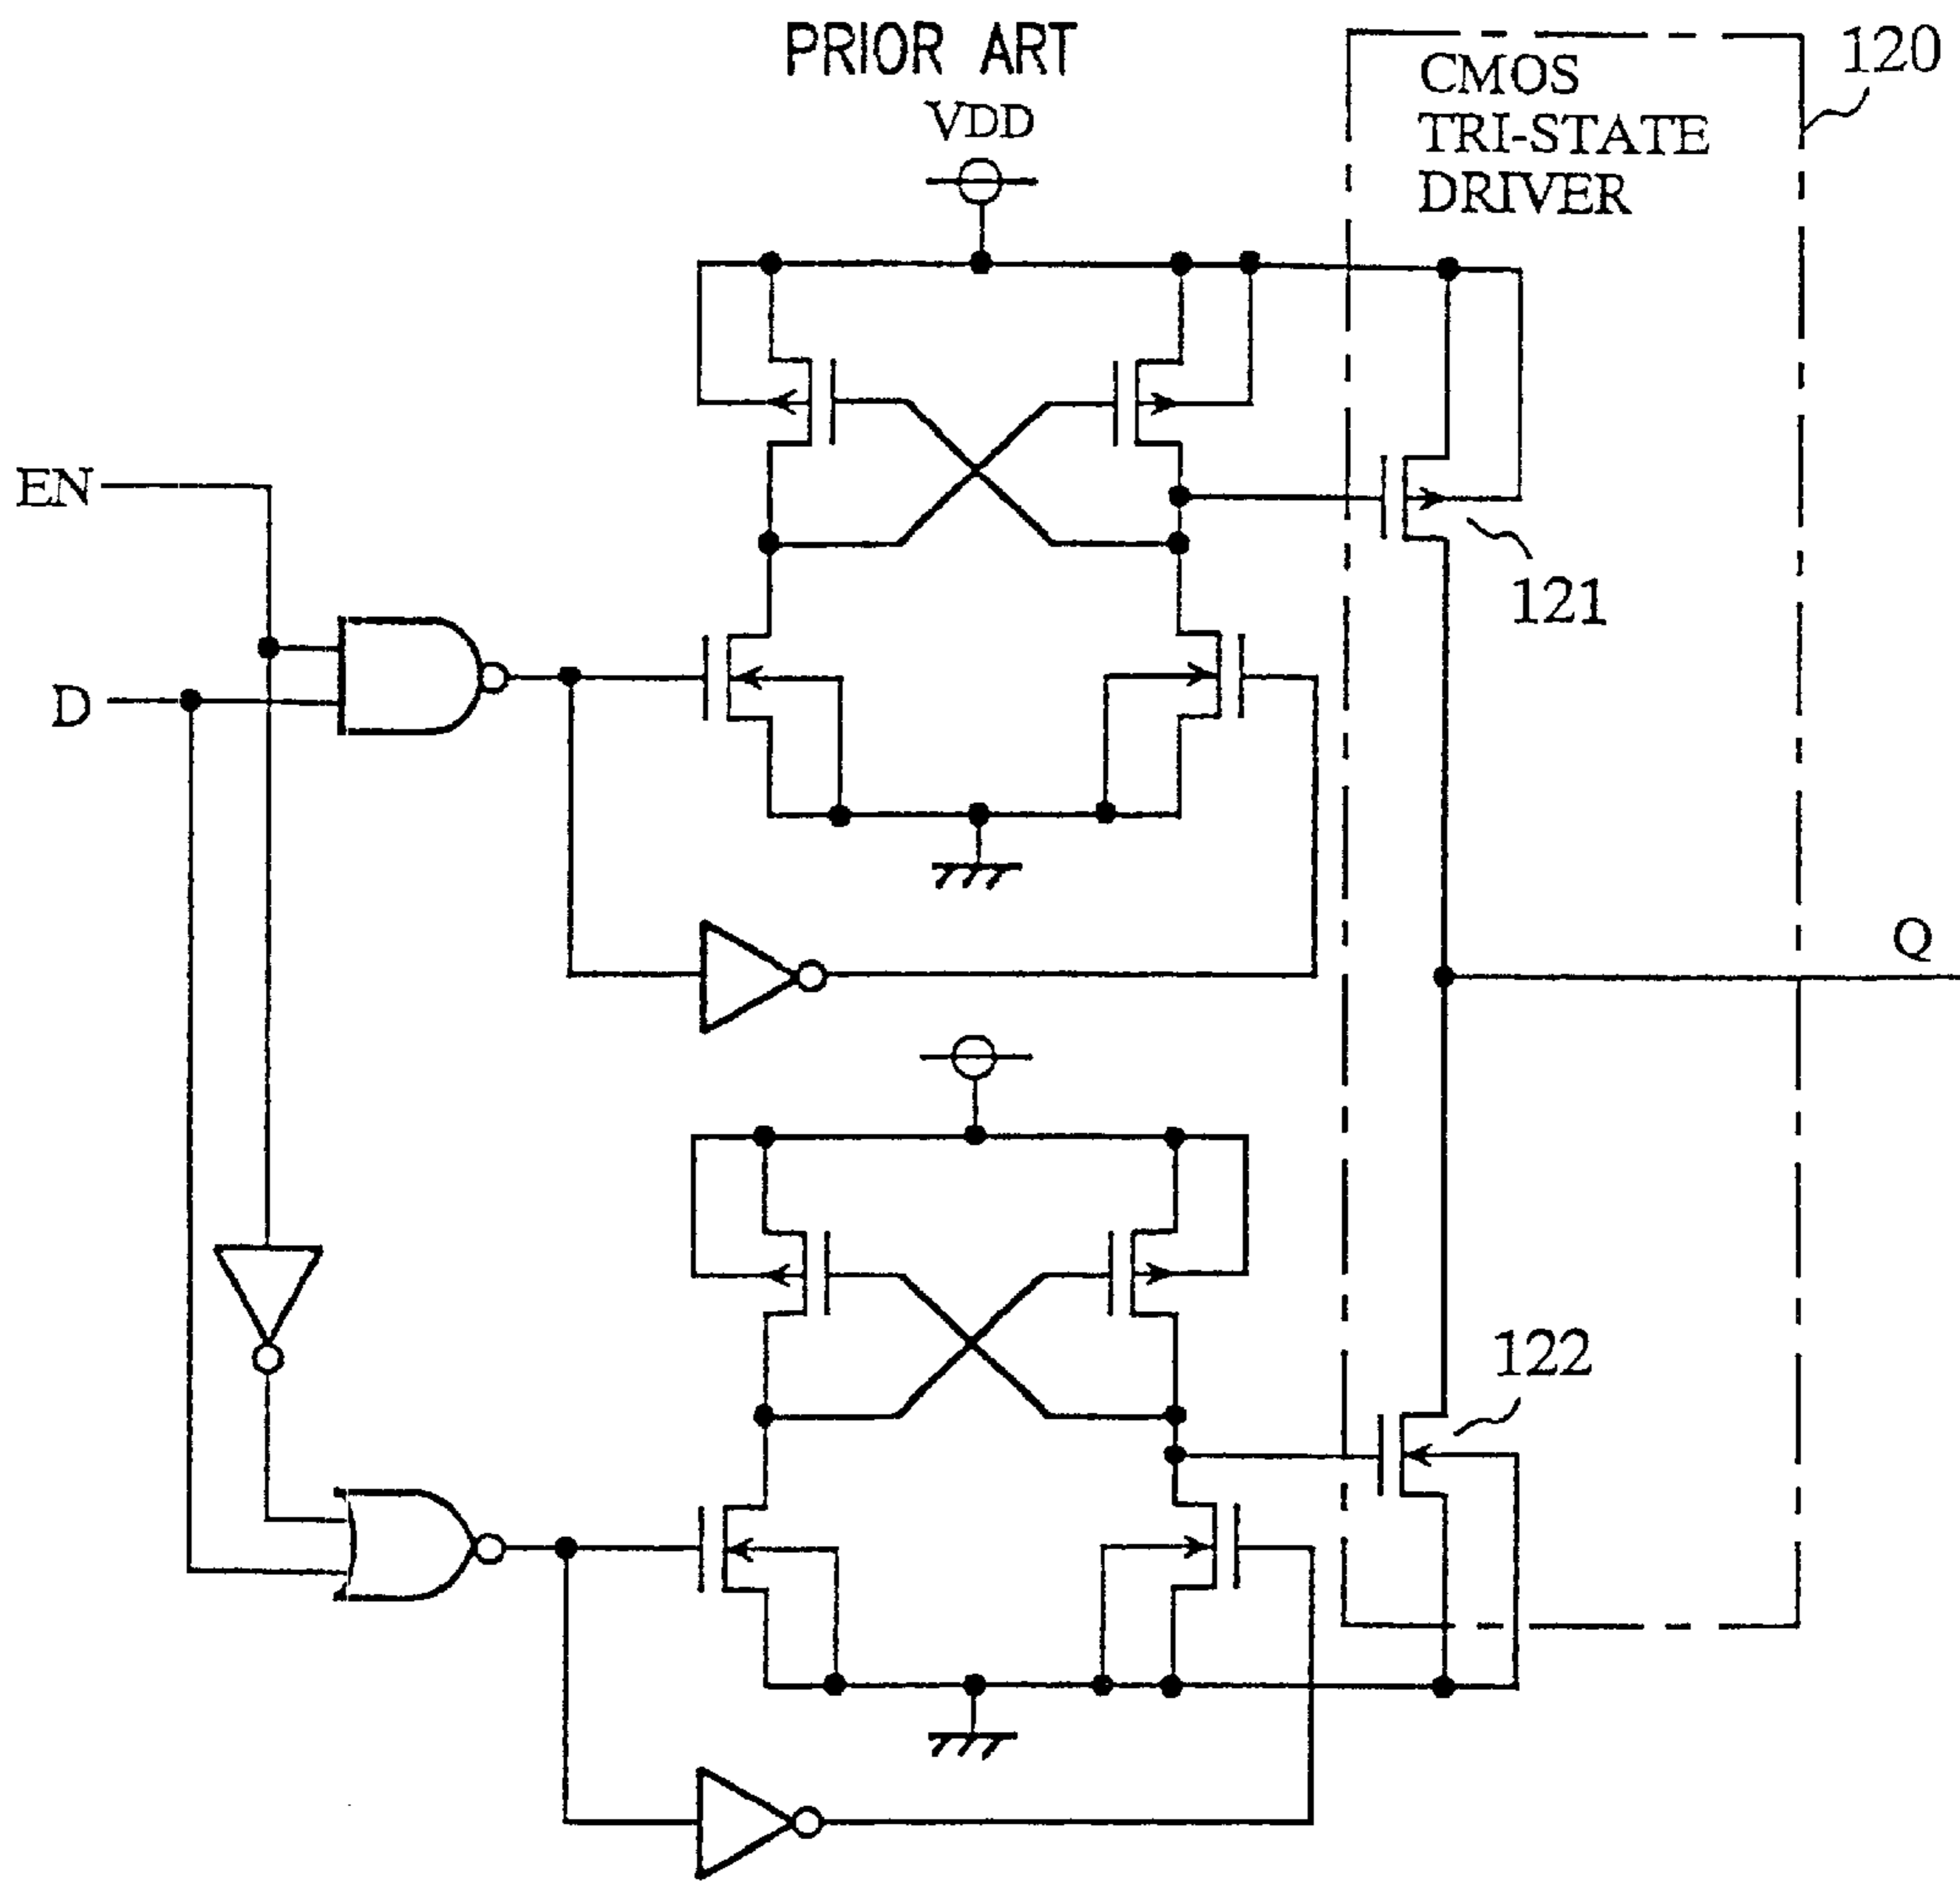 PRIOR ART
VDD
CMOS
TRI-STATE
DRIVER
120
EN
D
121
Q
122